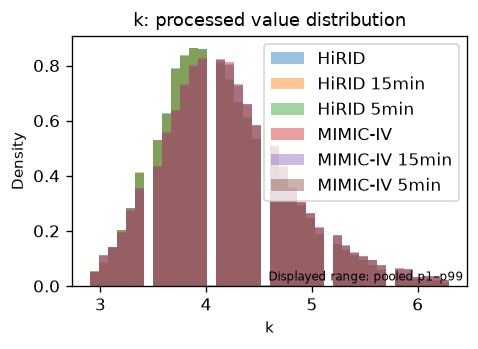 k: processed value distribution
HiRID
HiRID 15min
HiRID 5min
MIMIC-IV
MIMIC-IV 15min
MIMIC-IV 5min
Density
0.8
0.6
0.4
0.2
0.0
Displayed range: pooled p1–p99
3 4 5 6
k